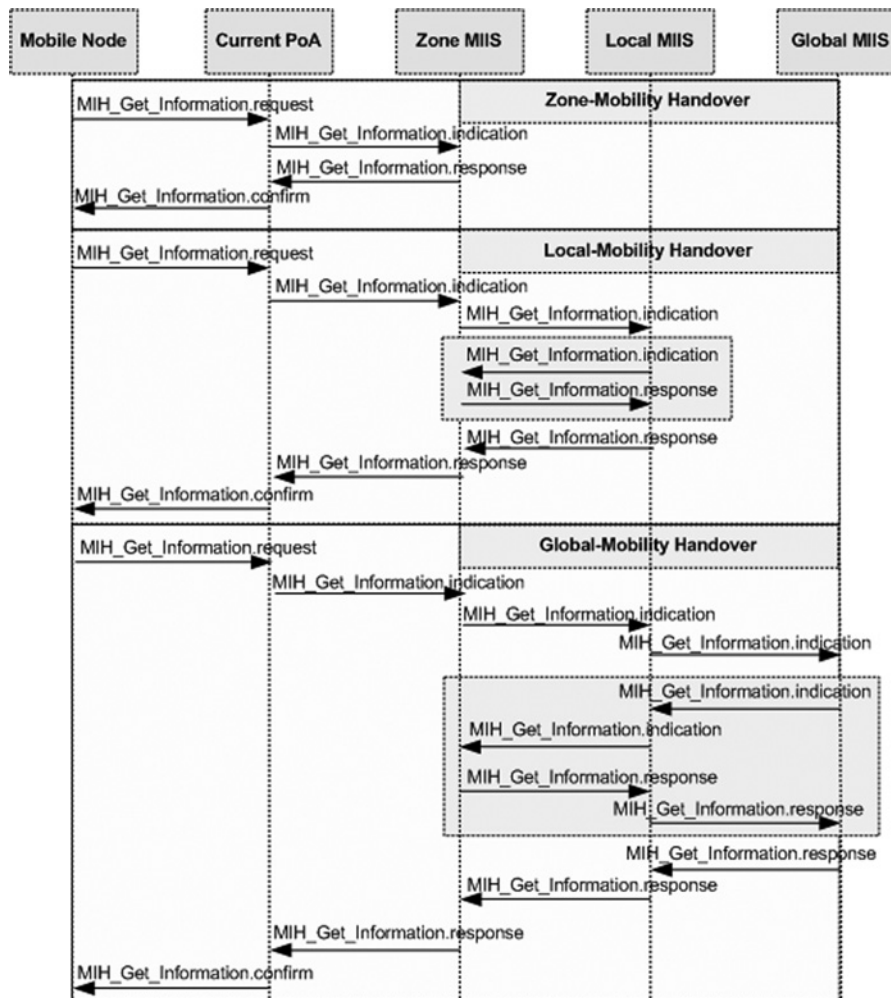 Mobile Node Current PoA Zone MIIS Local MIIS Global MIIS
Zone-Mobility Handover
MIH_Get_Information.request
MIH_Get_Information.indication
MIH_Get_Information.response
MIH_Get_Information.confirm
Local-Mobility Handover
MIH_Get_Information.request
MIH_Get_Information.indication
MIH_Get_Information.indication
MIH_Get_Information.indication
MIH_Get_Information.response
MIH_Get_Information.response
MIH_Get_Information.response
MIH_Get_Information.confirm
Global-Mobility Handover
MIH_Get_Information.request
MIH_Get_Information.indication
MIH_Get_Information.indication
MIH_Get_Information.indication
MIH_Get_Information.indication
MIH_Get_Information.indication
MIH_Get_Information.response
MIH_Get_Information.response
MIH_Get_Information.response
MIH_Get_Information.response
MIH_Get_Information.response
MIH_Get_Information.confirm